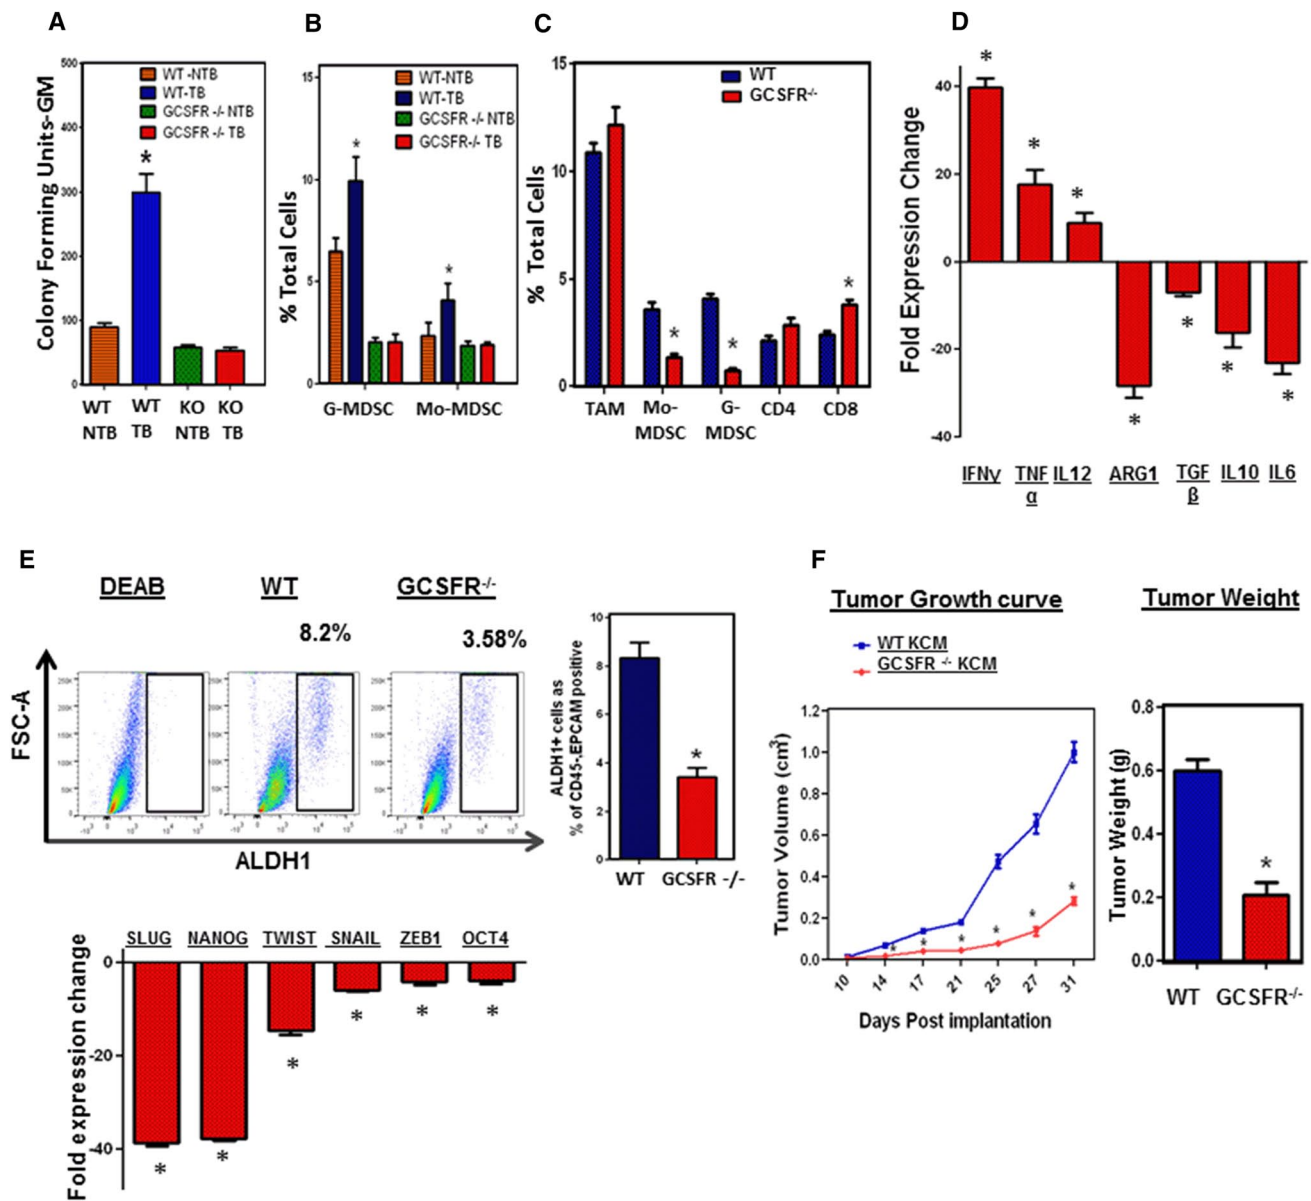 A
Colony Forming Units-GM
500
400
300
200
100
0
WT -NTB
WT-TB
GCSFR -/- NTB
GCSFR -/- TB
*
WT NTB
WT TB
KO NTB
KO TB
B
% Total Cells
15
10
5
0
WT-NTB
WT-TB
GCSFR -/- NTB
GCSFR-/- TB
*
*
G-MDSC
Mo-MDSC
C
% Total Cells
15
10
5
0
WT
GCSFR-/-
*
*
*
TAM
Mo-MDSC
G-MDSC
CD4
CD8
D
Fold Expression Change
40
20
0
-20
-40
*
*
*
*
*
*
*
IFNγ
TNF α
IL12
ARG1
TGF β
IL10
IL6
E
DEAB
WT
GCSFR-/-
8.2%
3.58%
FSC-A
250K
200K
150K
100K
50K
0
ALDH1
ALDH1+ cells as
% of CD45-.EPCAM positive
10
8
6
4
2
0
*
WT
GCSFR -/-
Fold expression change
0
-20
-40
SLUG
NANOG
TWIST
SNAIL
ZEB1
OCT4
*
*
*
*
*
*
F
Tumor Growth curve
WT KCM
GCSFR -/- KCM
Tumor Volume (cm3)
1.2
1.0
0.8
0.6
0.4
0.2
0.0
*
*
*
*
*
*
10
14
17
21
25
27
31
Days Post implantation
Tumor Weight
Tumor Weight (g)
0.8
0.6
0.4
0.2
0.0
*
WT
GCSFR-/-